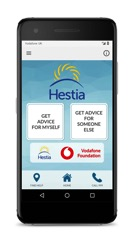 Hestia
GET
ADVICE
FOR MYSELF
GET ADVICE
FOR
SOMEONE
ELSE
Hestia
Vodafone
Foundation
HOME